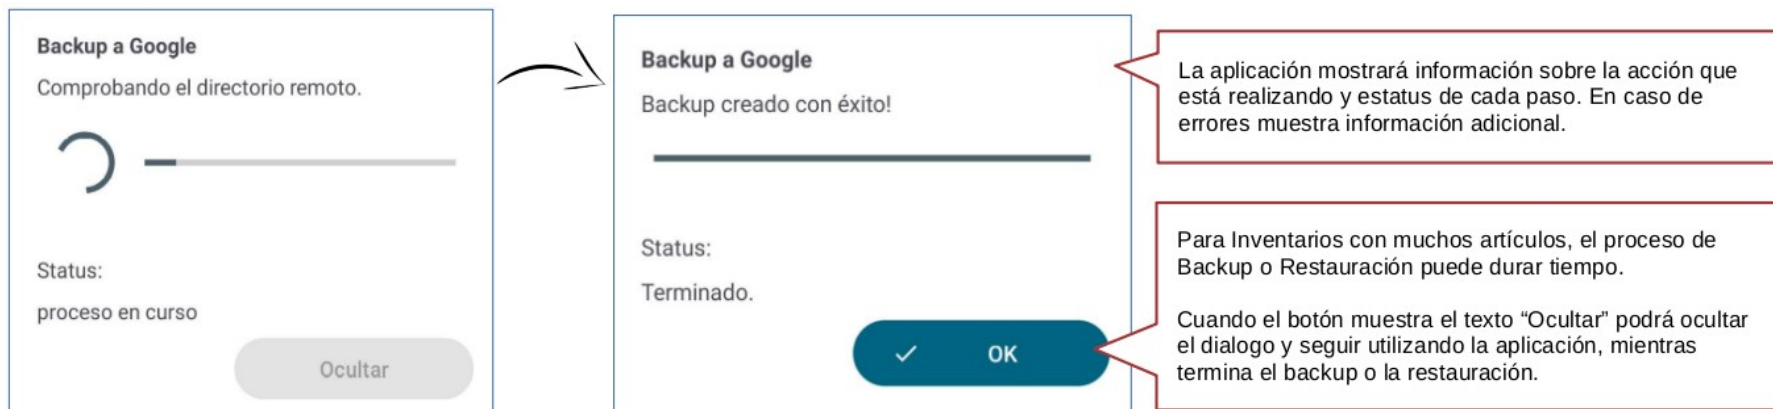 Backup a Google
Comprobando el directorio remoto.
Status:
proceso en curso
Ocultar
Backup a Google
Backup creado con éxito!
Status:
Terminado.
OK
La aplicación mostrará información sobre la acción que
está realizando y estatus de cada paso. En caso de
errores muestra información adicional.
Para Inventarios con muchos artículos, el proceso de
Backup o Restauración puede durar tiempo.
Cuando el botón muestra el texto “Ocultar” podrá ocultar
el dialogo y seguir utilizando la aplicación, mientras
termina el backup o la restauración.